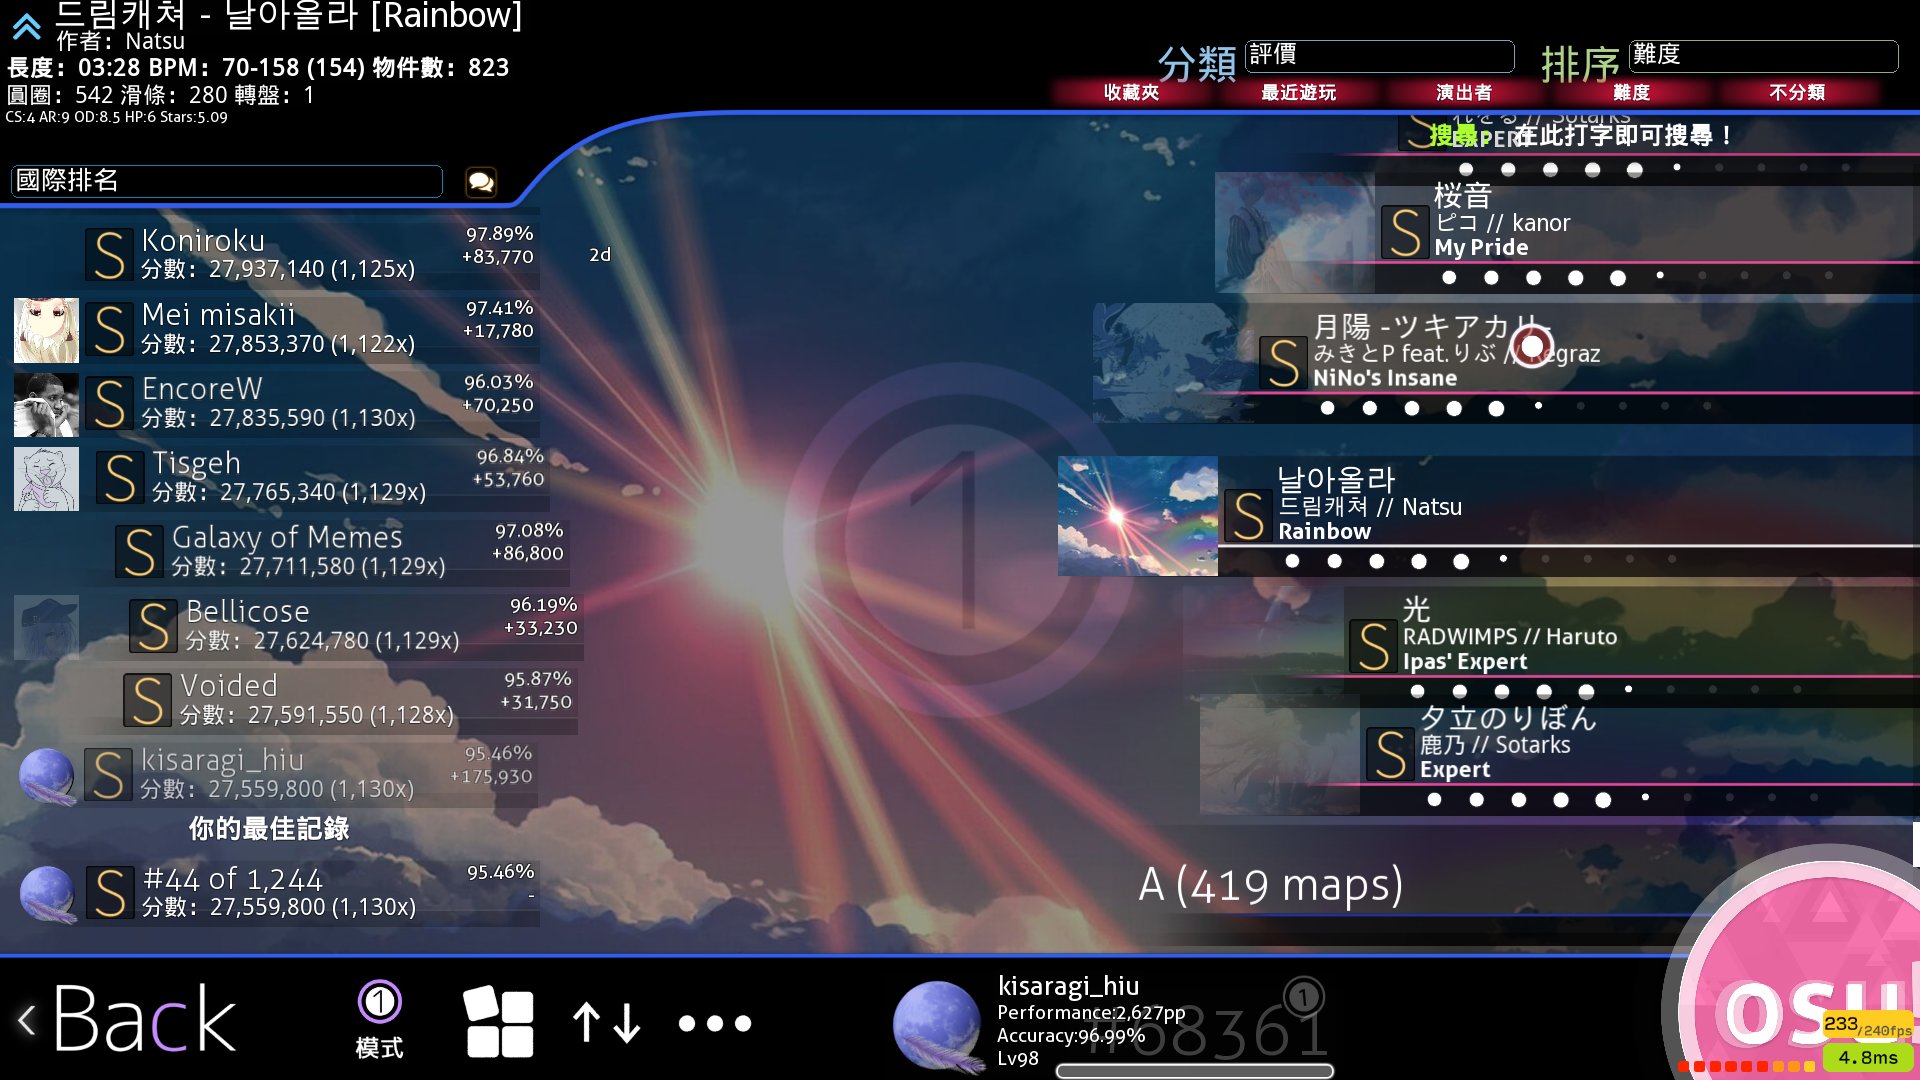 드림캐쳐 - 날아올라 [Rainbow]
作者：Natsu
長度：03:28 BPM：70-158 (154) 物件數：823
圓圈：542 滑條：280 轉盤：1
CS:4 AR:9 OD:8.5 HP:6 Stars:5.09
分類 評價
排序 難度
收藏夾 最近遊玩 演出者 難度 不分類
國際排名
搜尋： 在此打字即可搜尋！
Koniroku 97.89%
分數：27,937,140 (1,125x) +83,770
2d
Mei misakii 97.41%
分數：27,853,370 (1,122x) +17,780
EncoreW 96.03%
分數：27,835,590 (1,130x) +70,250
Tisgeh 96.84%
分數：27,765,340 (1,129x) +53,760
Galaxy of Memes 97.08%
分數：27,711,580 (1,129x) +86,800
Bellicose 96.19%
分數：27,624,780 (1,129x) +33,230
Voided 95.87%
分數：27,591,550 (1,128x) +31,750
kisaragi_hiu 95.46%
分數：27,559,800 (1,130x) +175,930
你的最佳記錄
#44 of 1,244 95.46%
分數：27,559,800 (1,130x) -
// Sotarks
EXPERT
S
桜音
ピコ // kanor
My Pride
S
月陽 -ツキアカリ-
みきとP feat.りぶ // Regraz
NiNo's Insane
S
날아올라
드림캐쳐 // Natsu
Rainbow
S
光
RADWIMPS // Haruto
Ipas' Expert
S
夕立のりぼん
鹿乃 // Sotarks
Expert
A (419 maps)
Back
1
模式
kisaragi_hiu
Performance:2,627pp
Accuracy:96.99%
Lv98
#68361
1
osu
233/240fps
4.8ms